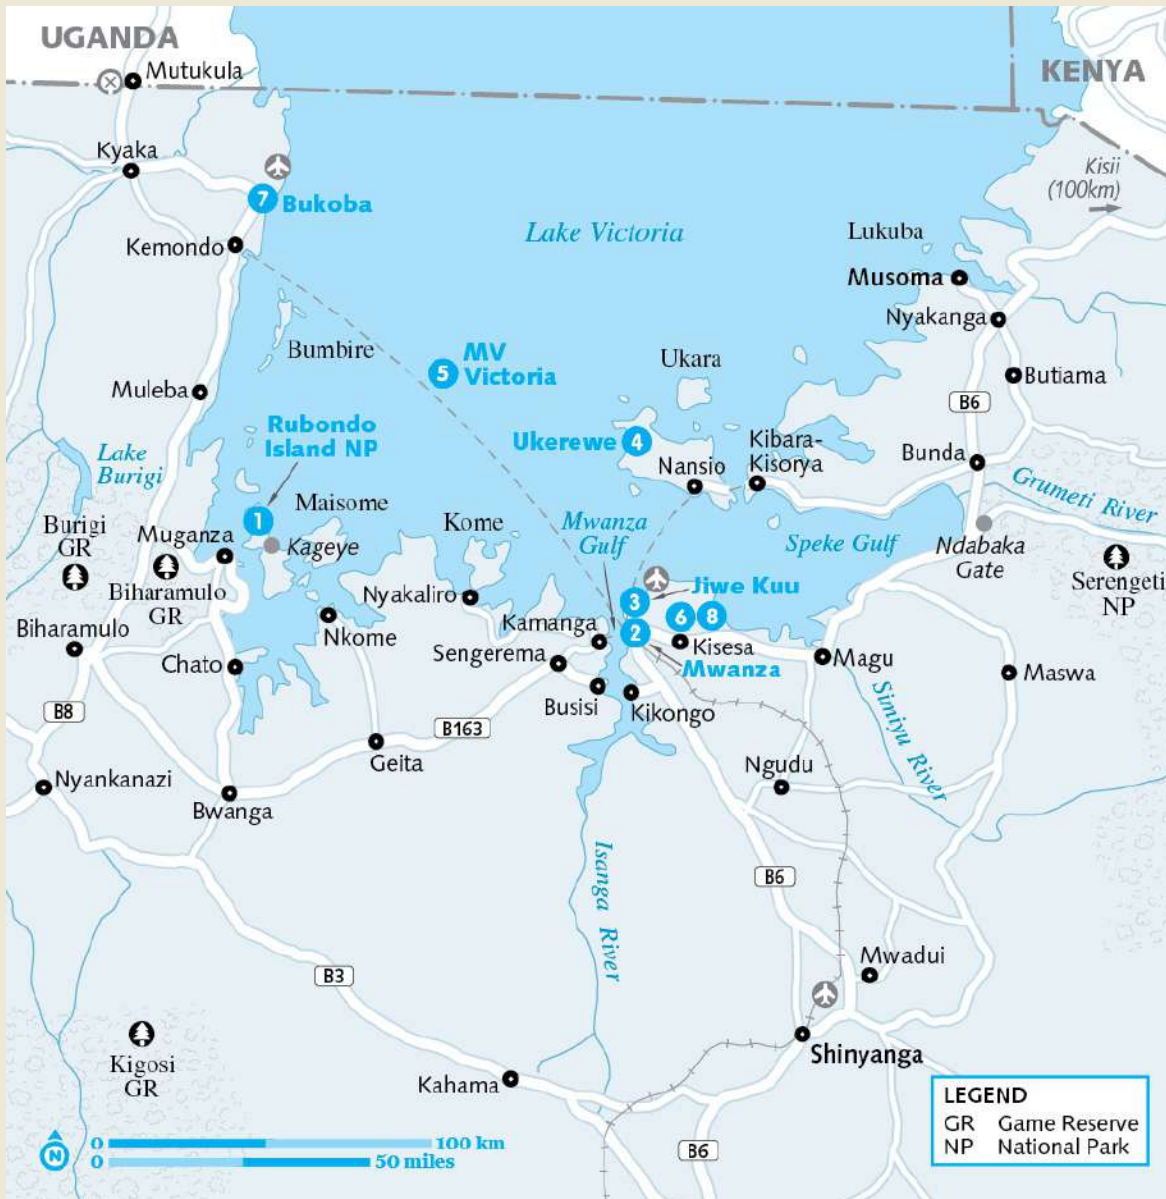 UGANDA
Mutukula
KENYA
Kyaka
Kisii
(100km)
7 Bukoba
Lake Victoria
Lukuba
Kemondo
Musoma
Nyakanga
Bumbire
MV
5 Victoria
Ukara
Butiama
Muleba
B6
Rubondo
Island NP
Ukerewe 4
Kibara-
Kisorya
Lake
Burigi
Nansio
Bunda
Grumeti River
Maisome
Burigi
GR
1
Muganza
Kageye
Kome
Mwanza
Gulf
Speke Gulf
Ndabaka
Gate
Serengeti
NP
Biharamulo
GR
Nyakaliro
Jiwe Kuu
3
6 8
Biharamulo
Nkome
Kamanga
2
Kisesa
Sengerema
Mwanza
Magu
Chato
Maswa
Busisi
Kikongo
Simiyu River
B8
B163
Geita
Ngudu
Nyankanazi
Bwanga
Isanga River
B6
Mwadui
B3
Kigosi
GR
Shinyanga
Kahama
LEGEND
GR Game Reserve
NP National Park
N
0 100 km
0 50 miles
B6